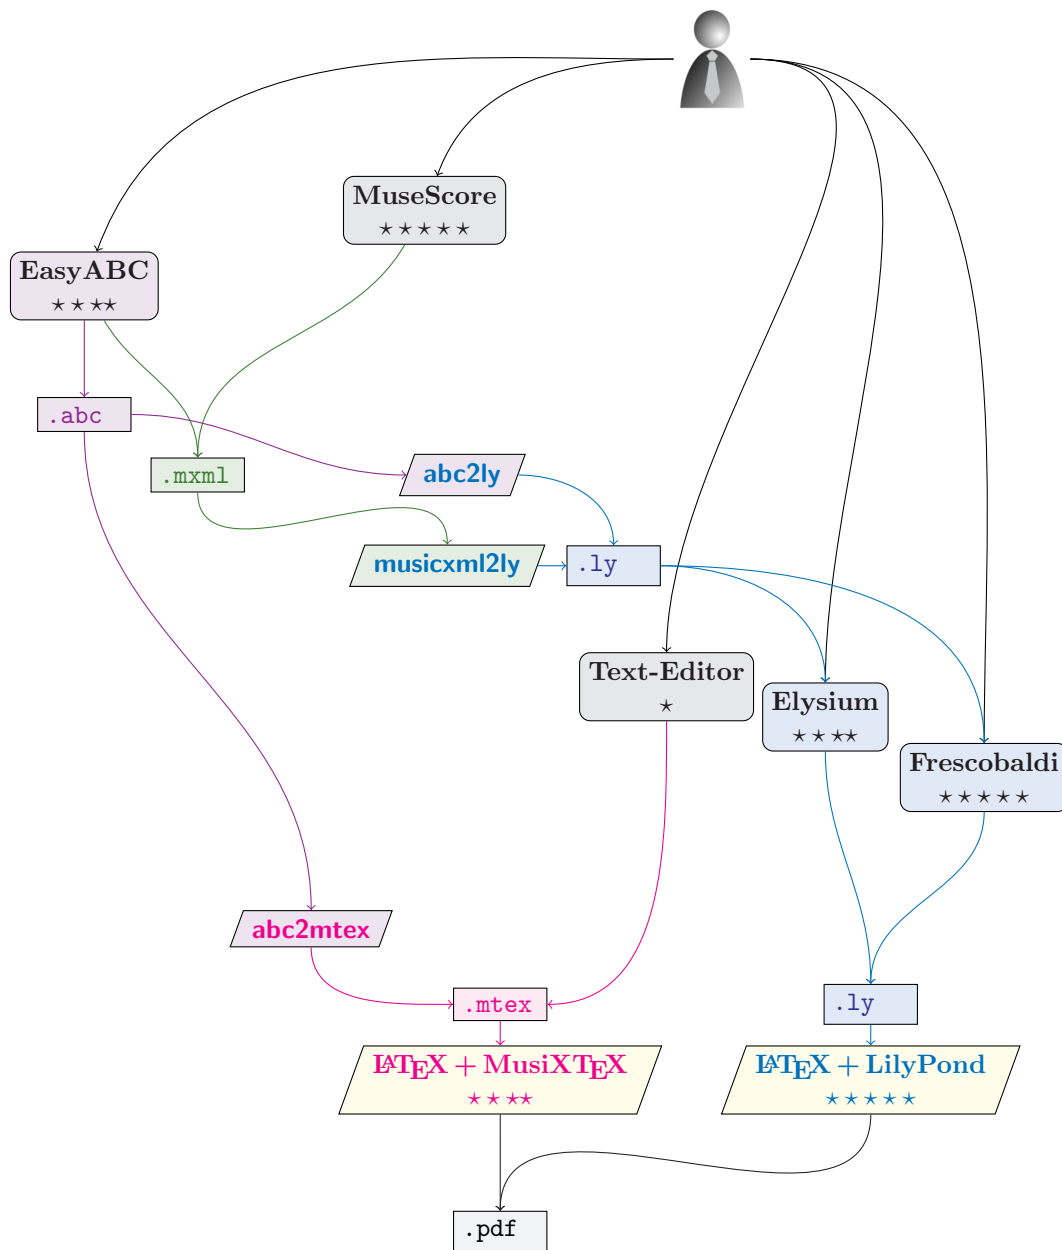 MuseScore
⋆⋆⋆⋆⋆
EasyABC
⋆⋆⋆⋆
.abc
.mxml
abc2ly
musicxml2ly
.ly
Text-Editor
⋆
Elysium
⋆⋆⋆⋆
Frescobaldi
⋆⋆⋆⋆⋆
abc2mtex
.mtex
.ly
LATEX + MusiXTEX
⋆⋆⋆⋆
LATEX + LilyPond
⋆⋆⋆⋆⋆
.pdf